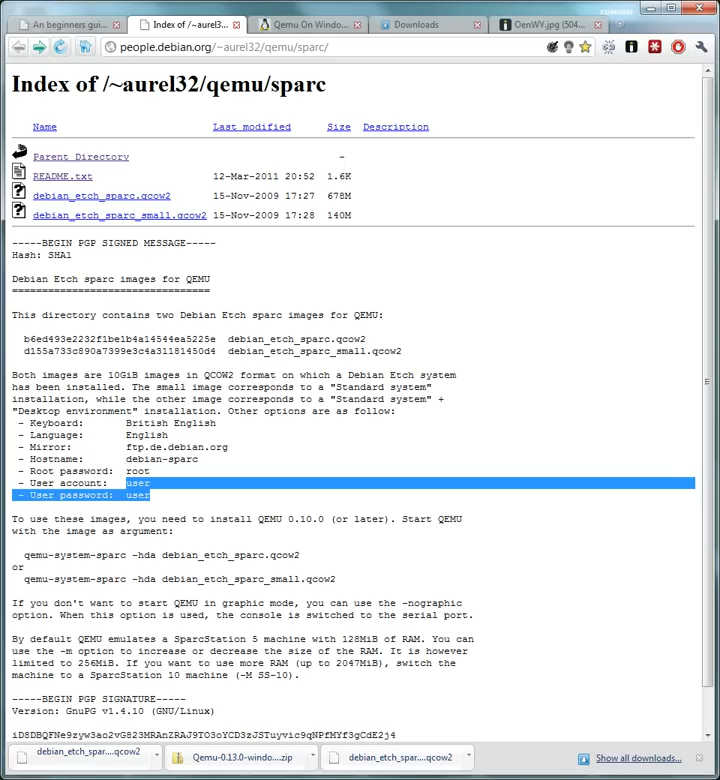 An beginners gui...
Index of /~aurel3...
Qemu On Windo...
Downloads
OenWY.jpg (504...
people.debian.org/~aurel32/qemu/sparc/
Index of /~aurel32/qemu/sparc
Name Last modified Size Description
Parent Directory -
README.txt 12-Mar-2011 20:52 1.6K
debian_etch_sparc.qcow2 15-Nov-2009 17:27 678M
debian_etch_sparc_small.qcow2 15-Nov-2009 17:28 140M
-----BEGIN PGP SIGNED MESSAGE-----
Hash: SHA1
Debian Etch sparc images for QEMU
=================================
This directory contains two Debian Etch sparc images for QEMU:
b6ed493e2232f1be1b4a14544ea5225e debian_etch_sparc.qcow2
d155a733c890a7399e3c4a31181450d4 debian_etch_sparc_small.qcow2
Both images are 10GiB images in QCOW2 format on which a Debian Etch system
has been installed. The small image corresponds to a "Standard system"
installation, while the other image corresponds to a "Standard system" +
"Desktop environment" installation. Other options are as follow:
- Keyboard: British English
- Language: English
- Mirror: ftp.de.debian.org
- Hostname: debian-sparc
- Root password: root
- User account: user
- User password: user
To use these images, you need to install QEMU 0.10.0 (or later). Start QEMU
with the image as argument:
qemu-system-sparc -hda debian_etch_sparc.qcow2
or
qemu-system-sparc -hda debian_etch_sparc_small.qcow2
If you don't want to start QEMU in graphic mode, you can use the -nographic
option. When this option is used, the console is switched to the serial port.
By default QEMU emulates a SparcStation 5 machine with 128MiB of RAM. You can
use the -m option to increase or decrease the size of the RAM. It is however
limited to 256MiB. If you want to use more RAM (up to 2047MiB), switch the
machine to a SparcStation 10 machine (-M SS-10).
-----BEGIN PGP SIGNATURE-----
Version: GnuPG v1.4.10 (GNU/Linux)
iD8DBQFNe9zyw3ao2vG823MRAnZRAJ9TO3oYCD3zJSTuyvic9qNPfMYf3gCdE2j4
debian_etch_spar....qcow2
Qemu-0.13.0-windo....zip
debian_etch_spa....qcow2
Show all downloads...